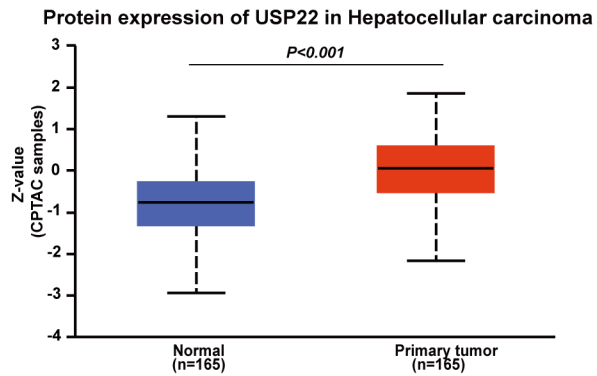 Protein expression of USP22 in Hepatocellular carcinoma
P<0.001
3
2
1
0
-1
-2
-3
-4
Z-value
(CPTAC samples)
Normal
(n=165)
Primary tumor
(n=165)